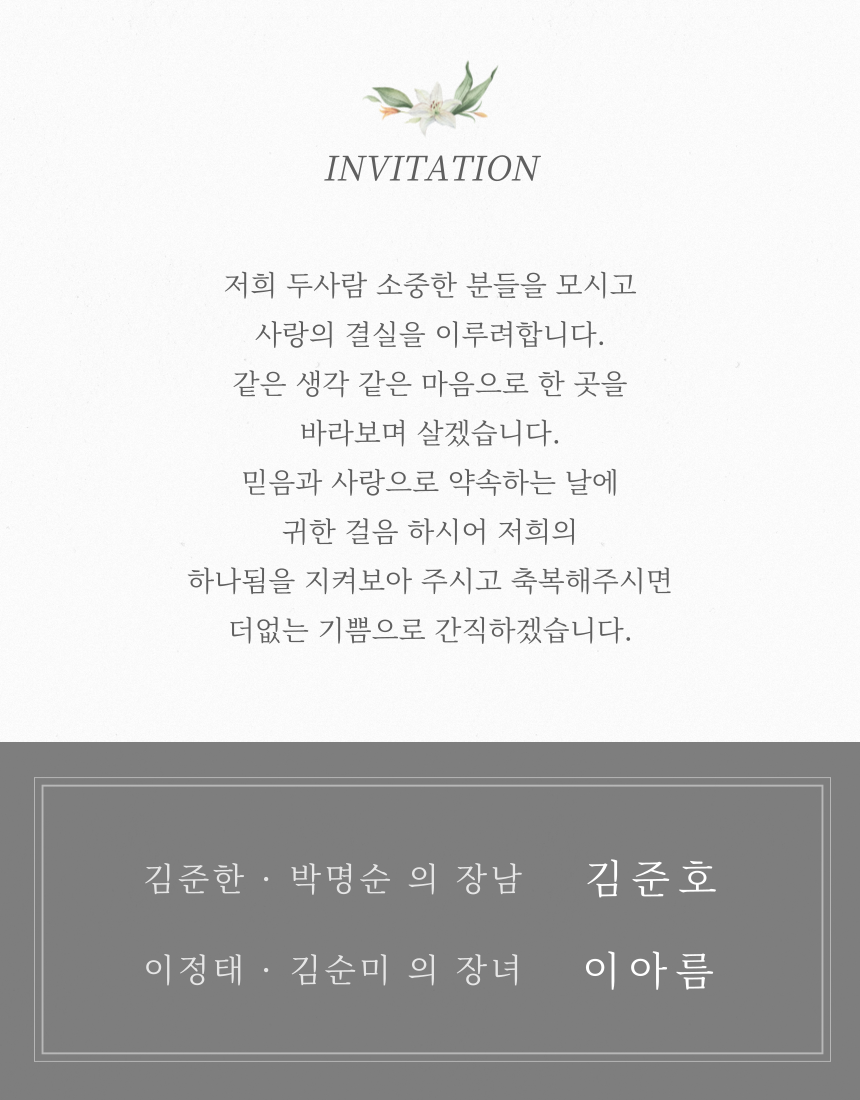 INVITATION
저희 두사람 소중한 분들을 모시고
사랑의 결실을 이루려합니다.
같은 생각 같은 마음으로 한 곳을
바라보며 살겠습니다.
믿음과 사랑으로 약속하는 날에
귀한 걸음 하시어 저희의
하나됨을 지켜보아 주시고 축복해주시면
더없는 기쁨으로 간직하겠습니다.
김준한 · 박명순 의 장남 김준호
이정태 · 김순미 의 장녀 이아름